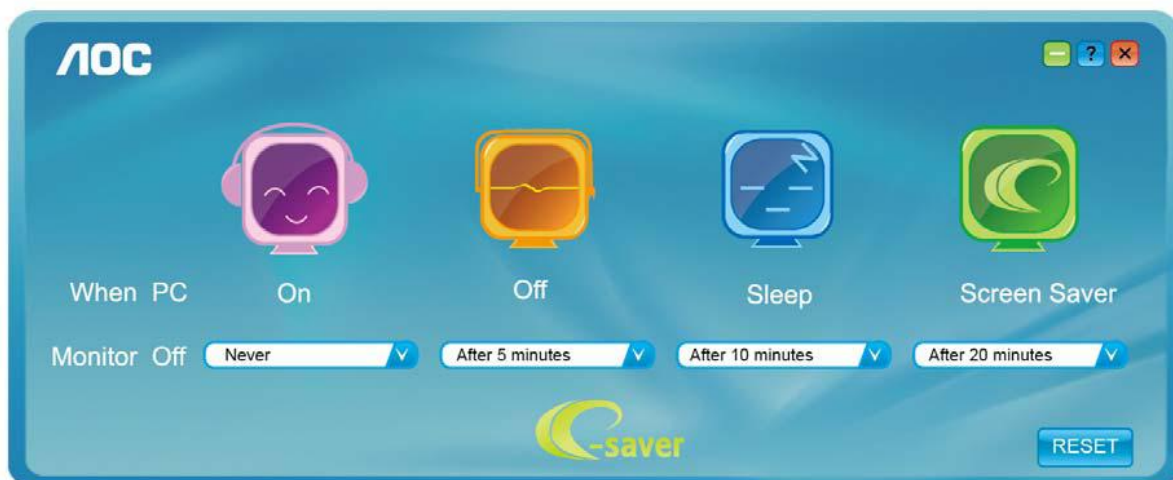 AOC
When PC On Off Sleep Screen Saver
Monitor Off Never After 5 minutes After 10 minutes After 20 minutes
e-saver
RESET